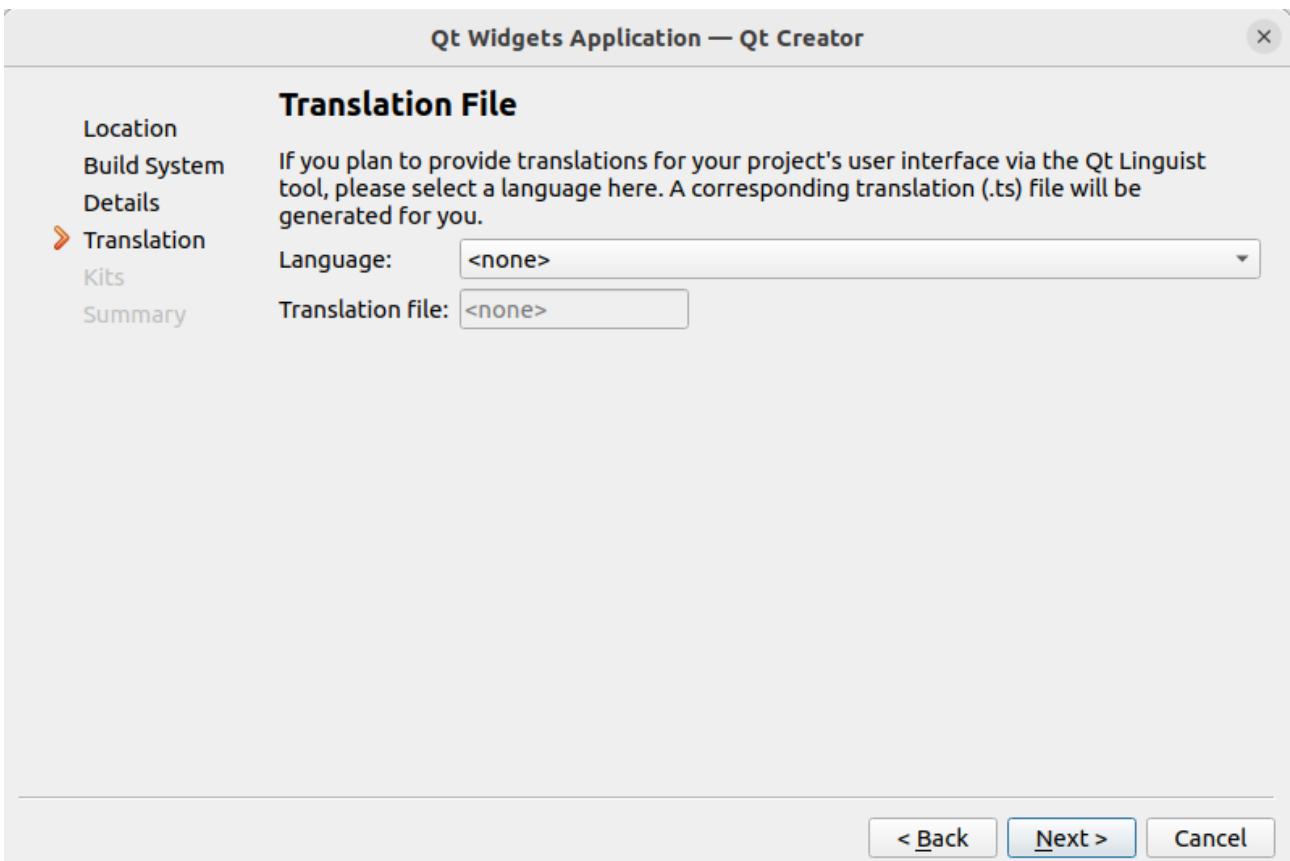 Qt Widgets Application — Qt Creator
Location
Build System
Details
Translation
Kits
Summary
Translation File
If you plan to provide translations for your project's user interface via the Qt Linguist
tool, please select a language here. A corresponding translation (.ts) file will be
generated for you.
Language: <none>
Translation file: <none>
< Back Next > Cancel